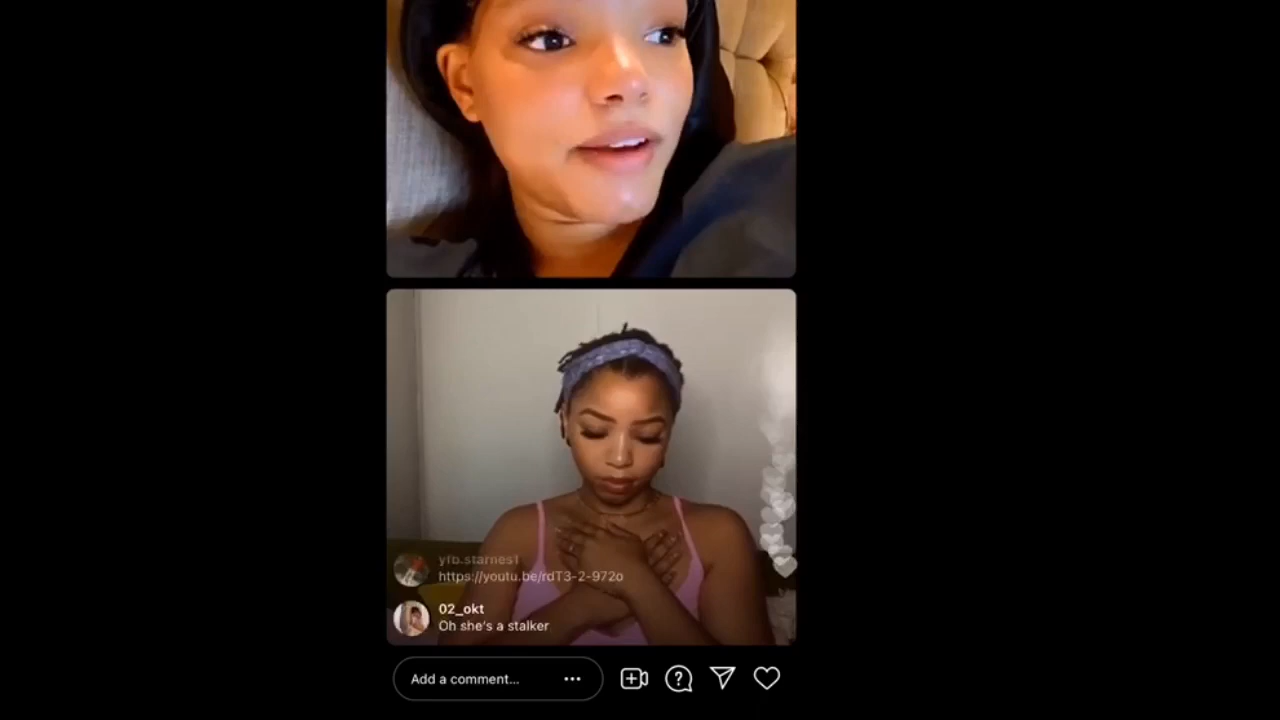 yfb.starnes1
https://youtu.be/rdT3-2-972o
02_okt
Oh she's a stalker
Add a comment...